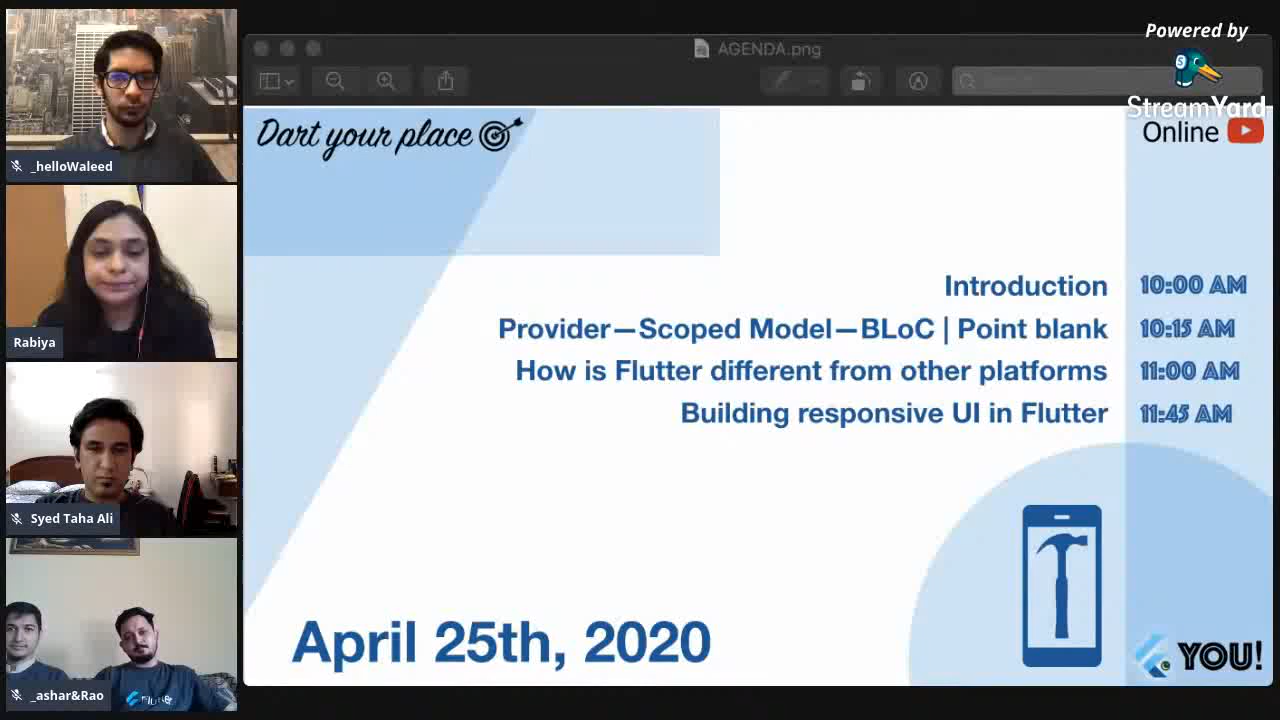 _helloWaleed
Rabiya
Syed Taha Ali
_ashar&Rao
AGENDA.png
Powered by
StreamYard
Dart your place
Online
Introduction 10:00 AM
Provider—Scoped Model—BLoC | Point blank 10:15 AM
How is Flutter different from other platforms 11:00 AM
Building responsive UI in Flutter 11:45 AM
April 25th, 2020
YOU!
Flutter